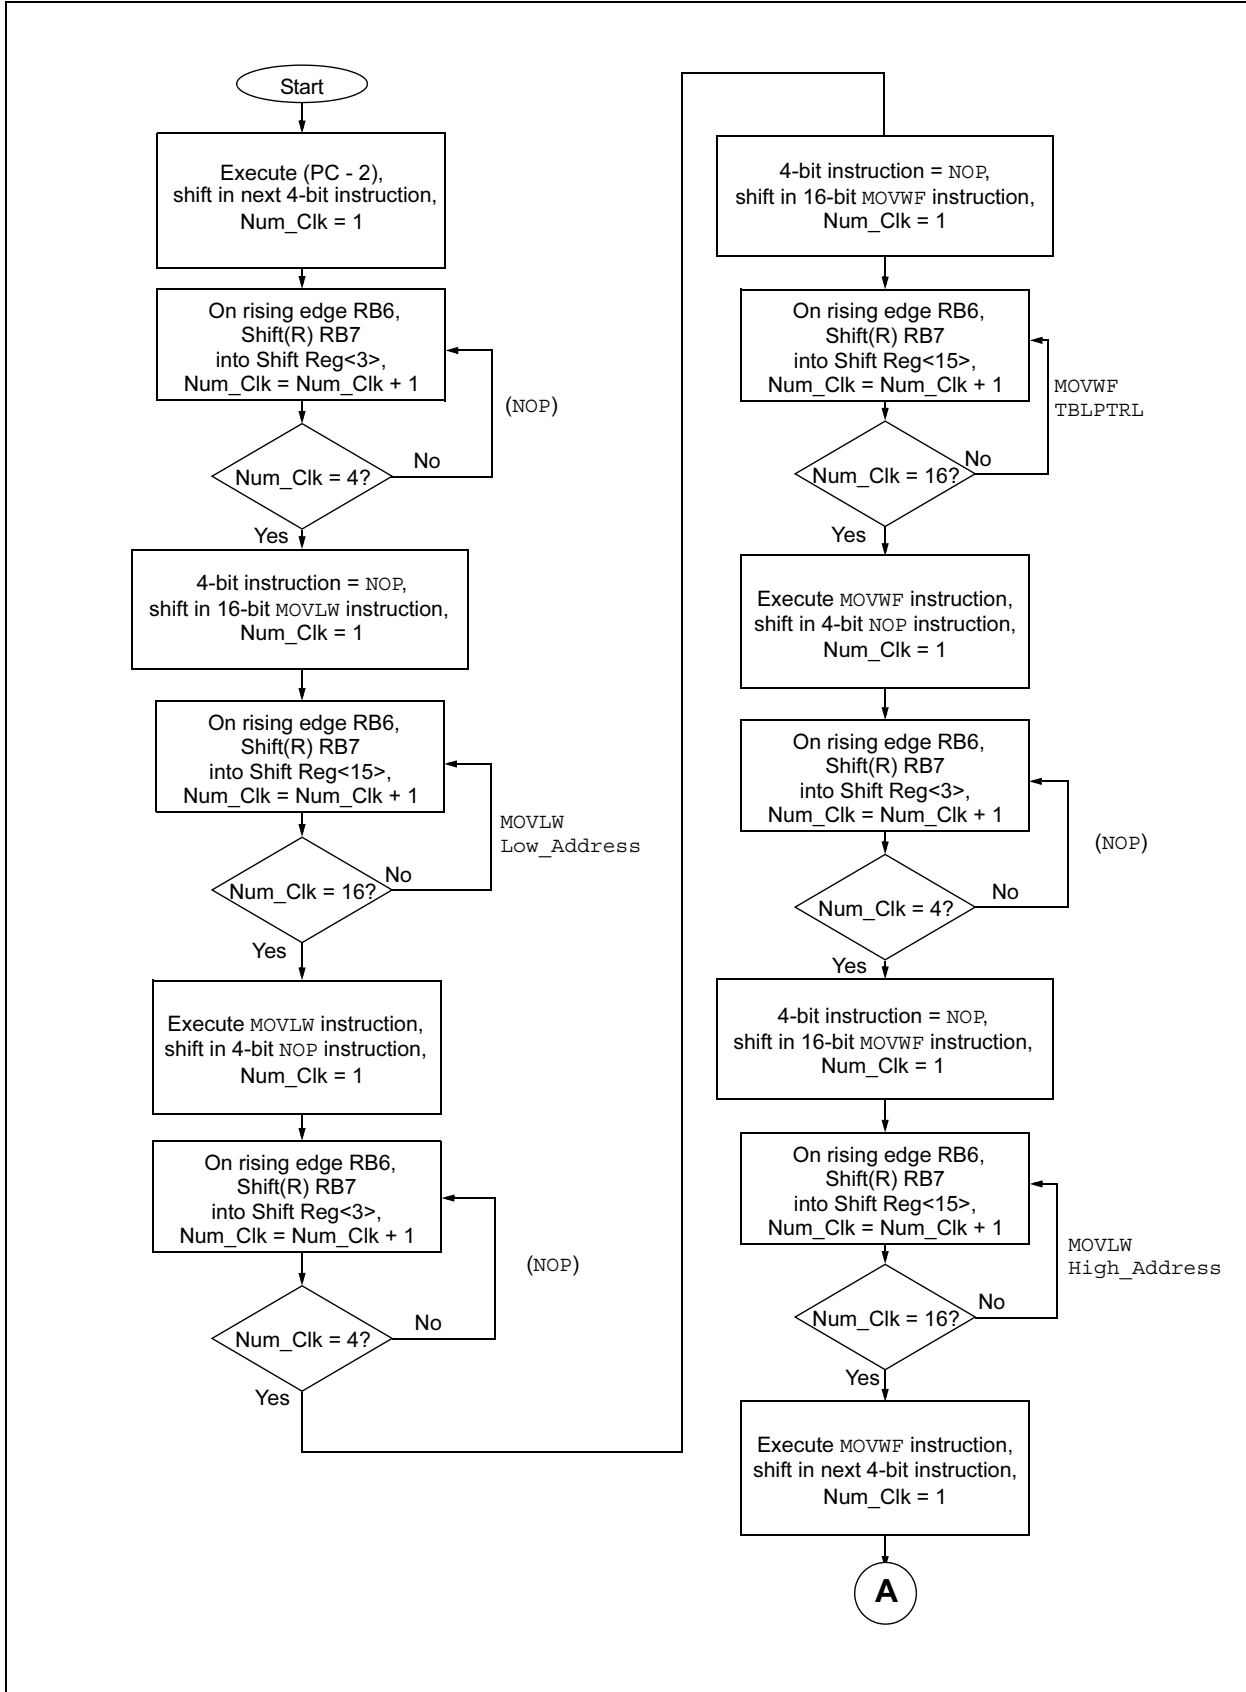 Start
Execute (PC - 2),
shift in next 4-bit instruction,
Num_Clk = 1
On rising edge RB6,
Shift(R) RB7
into Shift Reg<3>,
Num_Clk = Num_Clk + 1
(NOP)
Num_Clk = 4?
No
Yes
4-bit instruction = NOP,
shift in 16-bit MOVLW instruction,
Num_Clk = 1
On rising edge RB6,
Shift(R) RB7
into Shift Reg<15>,
Num_Clk = Num_Clk + 1
MOVLW
Low_Address
Num_Clk = 16?
No
Yes
Execute MOVLW instruction,
shift in 4-bit NOP instruction,
Num_Clk = 1
On rising edge RB6,
Shift(R) RB7
into Shift Reg<3>,
Num_Clk = Num_Clk + 1
(NOP)
Num_Clk = 4?
No
Yes
4-bit instruction = NOP,
shift in 16-bit MOVWF instruction,
Num_Clk = 1
On rising edge RB6,
Shift(R) RB7
into Shift Reg<15>,
Num_Clk = Num_Clk + 1
MOVWF
TBLPTRL
Num_Clk = 16?
No
Yes
Execute MOVWF instruction,
shift in 4-bit NOP instruction,
Num_Clk = 1
On rising edge RB6,
Shift(R) RB7
into Shift Reg<3>,
Num_Clk = Num_Clk + 1
(NOP)
Num_Clk = 4?
No
Yes
4-bit instruction = NOP,
shift in 16-bit MOVWF instruction,
Num_Clk = 1
On rising edge RB6,
Shift(R) RB7
into Shift Reg<15>,
Num_Clk = Num_Clk + 1
MOVLW
High_Address
Num_Clk = 16?
No
Yes
Execute MOVWF instruction,
shift in next 4-bit instruction,
Num_Clk = 1
A